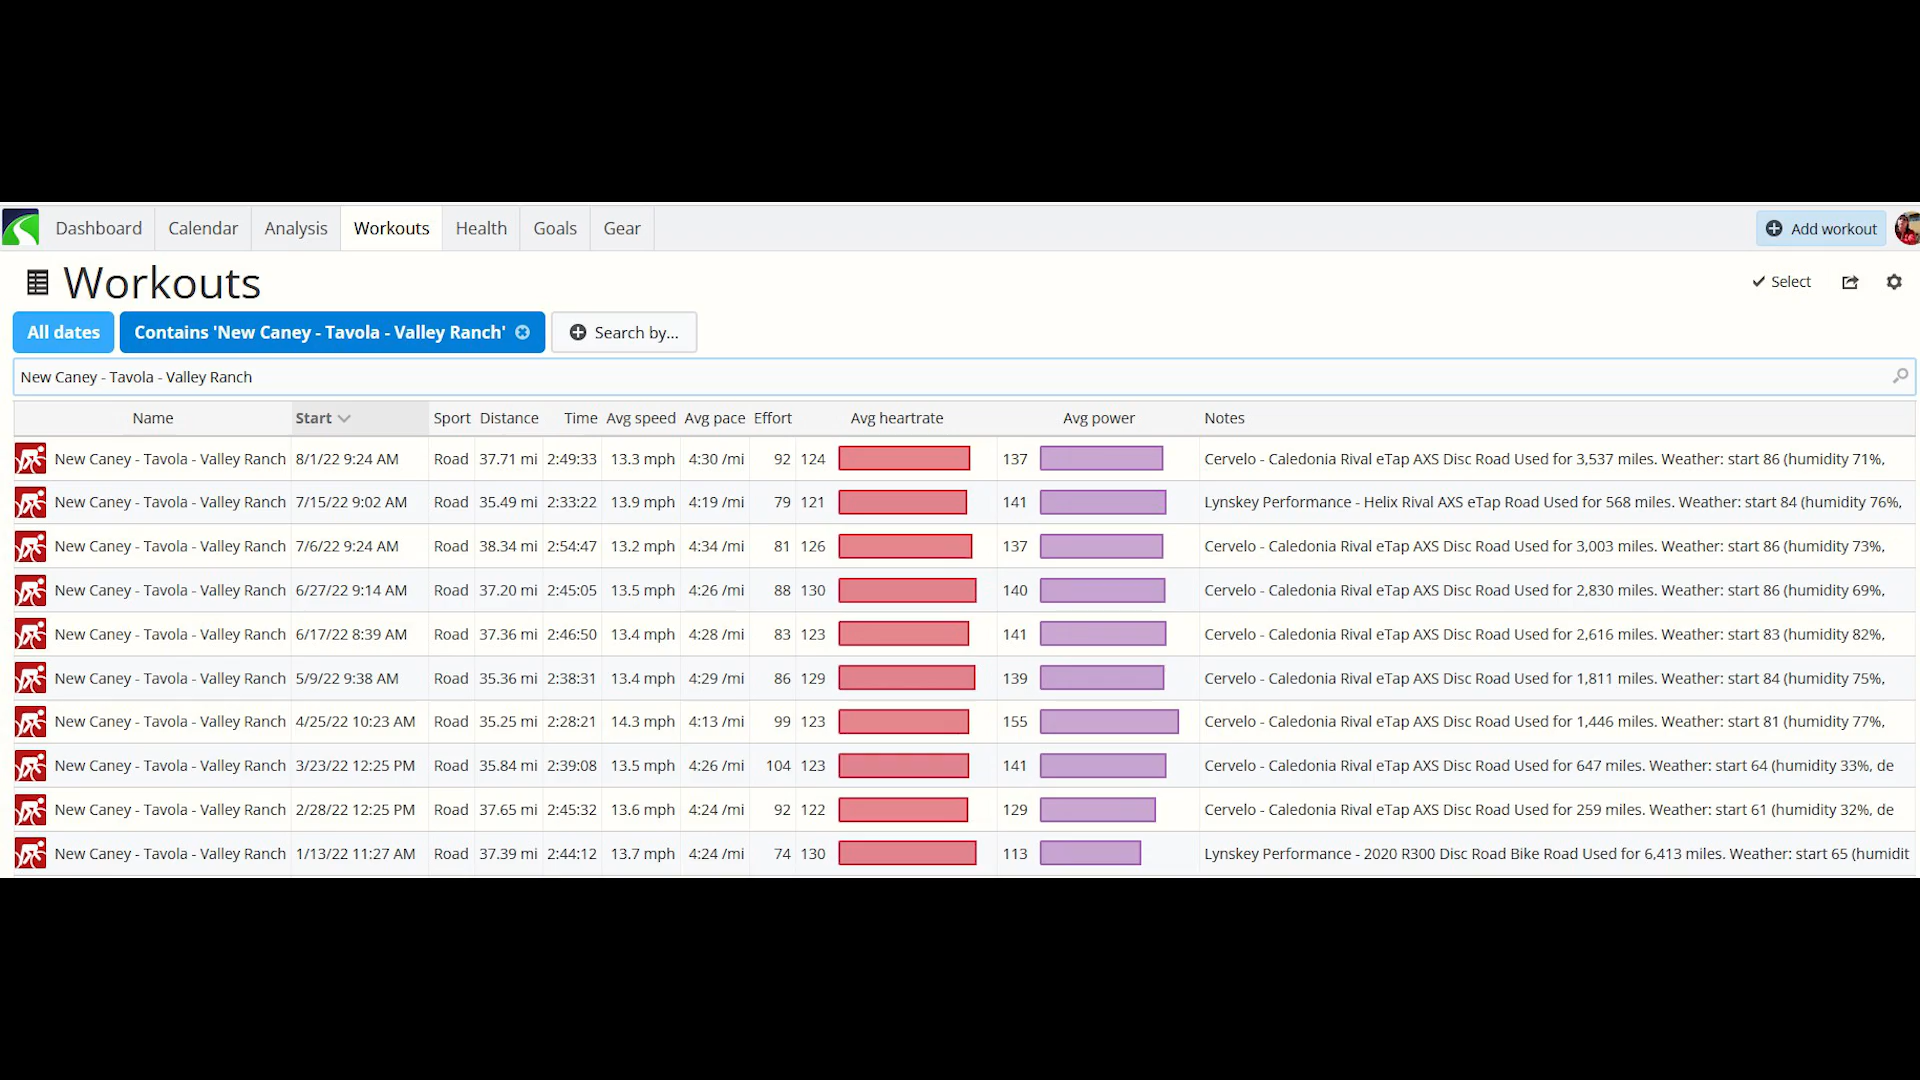 Dashboard Calendar Analysis Workouts Health Goals Gear Add workout
Workouts Select
All dates Contains 'New Caney - Tavola - Valley Ranch' Search by...
New Caney - Tavola - Valley Ranch
Name Start Sport Distance Time Avg speed Avg pace Effort Avg heartrate Avg power Notes
New Caney - Tavola - Valley Ranch 8/1/22 9:24 AM Road 37.71 mi 2:49:33 13.3 mph 4:30 /mi 92 124 137 Cervelo - Caledonia Rival eTap AXS Disc Road Used for 3,537 miles. Weather: start 86 (humidity 71%,
New Caney - Tavola - Valley Ranch 7/15/22 9:02 AM Road 35.49 mi 2:33:22 13.9 mph 4:19 /mi 79 121 141 Lynskey Performance - Helix Rival AXS eTap Road Used for 568 miles. Weather: start 84 (humidity 76%,
New Caney - Tavola - Valley Ranch 7/6/22 9:24 AM Road 38.34 mi 2:54:47 13.2 mph 4:34 /mi 81 126 137 Cervelo - Caledonia Rival eTap AXS Disc Road Used for 3,003 miles. Weather: start 86 (humidity 73%,
New Caney - Tavola - Valley Ranch 6/27/22 9:14 AM Road 37.20 mi 2:45:05 13.5 mph 4:26 /mi 88 130 140 Cervelo - Caledonia Rival eTap AXS Disc Road Used for 2,830 miles. Weather: start 86 (humidity 69%,
New Caney - Tavola - Valley Ranch 6/17/22 8:39 AM Road 37.36 mi 2:46:50 13.4 mph 4:28 /mi 83 123 141 Cervelo - Caledonia Rival eTap AXS Disc Road Used for 2,616 miles. Weather: start 83 (humidity 82%,
New Caney - Tavola - Valley Ranch 5/9/22 9:38 AM Road 35.36 mi 2:38:31 13.4 mph 4:29 /mi 86 129 139 Cervelo - Caledonia Rival eTap AXS Disc Road Used for 1,811 miles. Weather: start 84 (humidity 75%,
New Caney - Tavola - Valley Ranch 4/25/22 10:23 AM Road 35.25 mi 2:28:21 14.3 mph 4:13 /mi 99 123 155 Cervelo - Caledonia Rival eTap AXS Disc Road Used for 1,446 miles. Weather: start 81 (humidity 77%,
New Caney - Tavola - Valley Ranch 3/23/22 12:25 PM Road 35.84 mi 2:39:08 13.5 mph 4:26 /mi 104 123 141 Cervelo - Caledonia Rival eTap AXS Disc Road Used for 647 miles. Weather: start 64 (humidity 33%, de
New Caney - Tavola - Valley Ranch 2/28/22 12:25 PM Road 37.65 mi 2:45:32 13.6 mph 4:24 /mi 92 122 129 Cervelo - Caledonia Rival eTap AXS Disc Road Used for 259 miles. Weather: start 61 (humidity 32%, de
New Caney - Tavola - Valley Ranch 1/13/22 11:27 AM Road 37.39 mi 2:44:12 13.7 mph 4:24 /mi 74 130 113 Lynskey Performance - 2020 R300 Disc Road Bike Road Used for 6,413 miles. Weather: start 65 (humidit